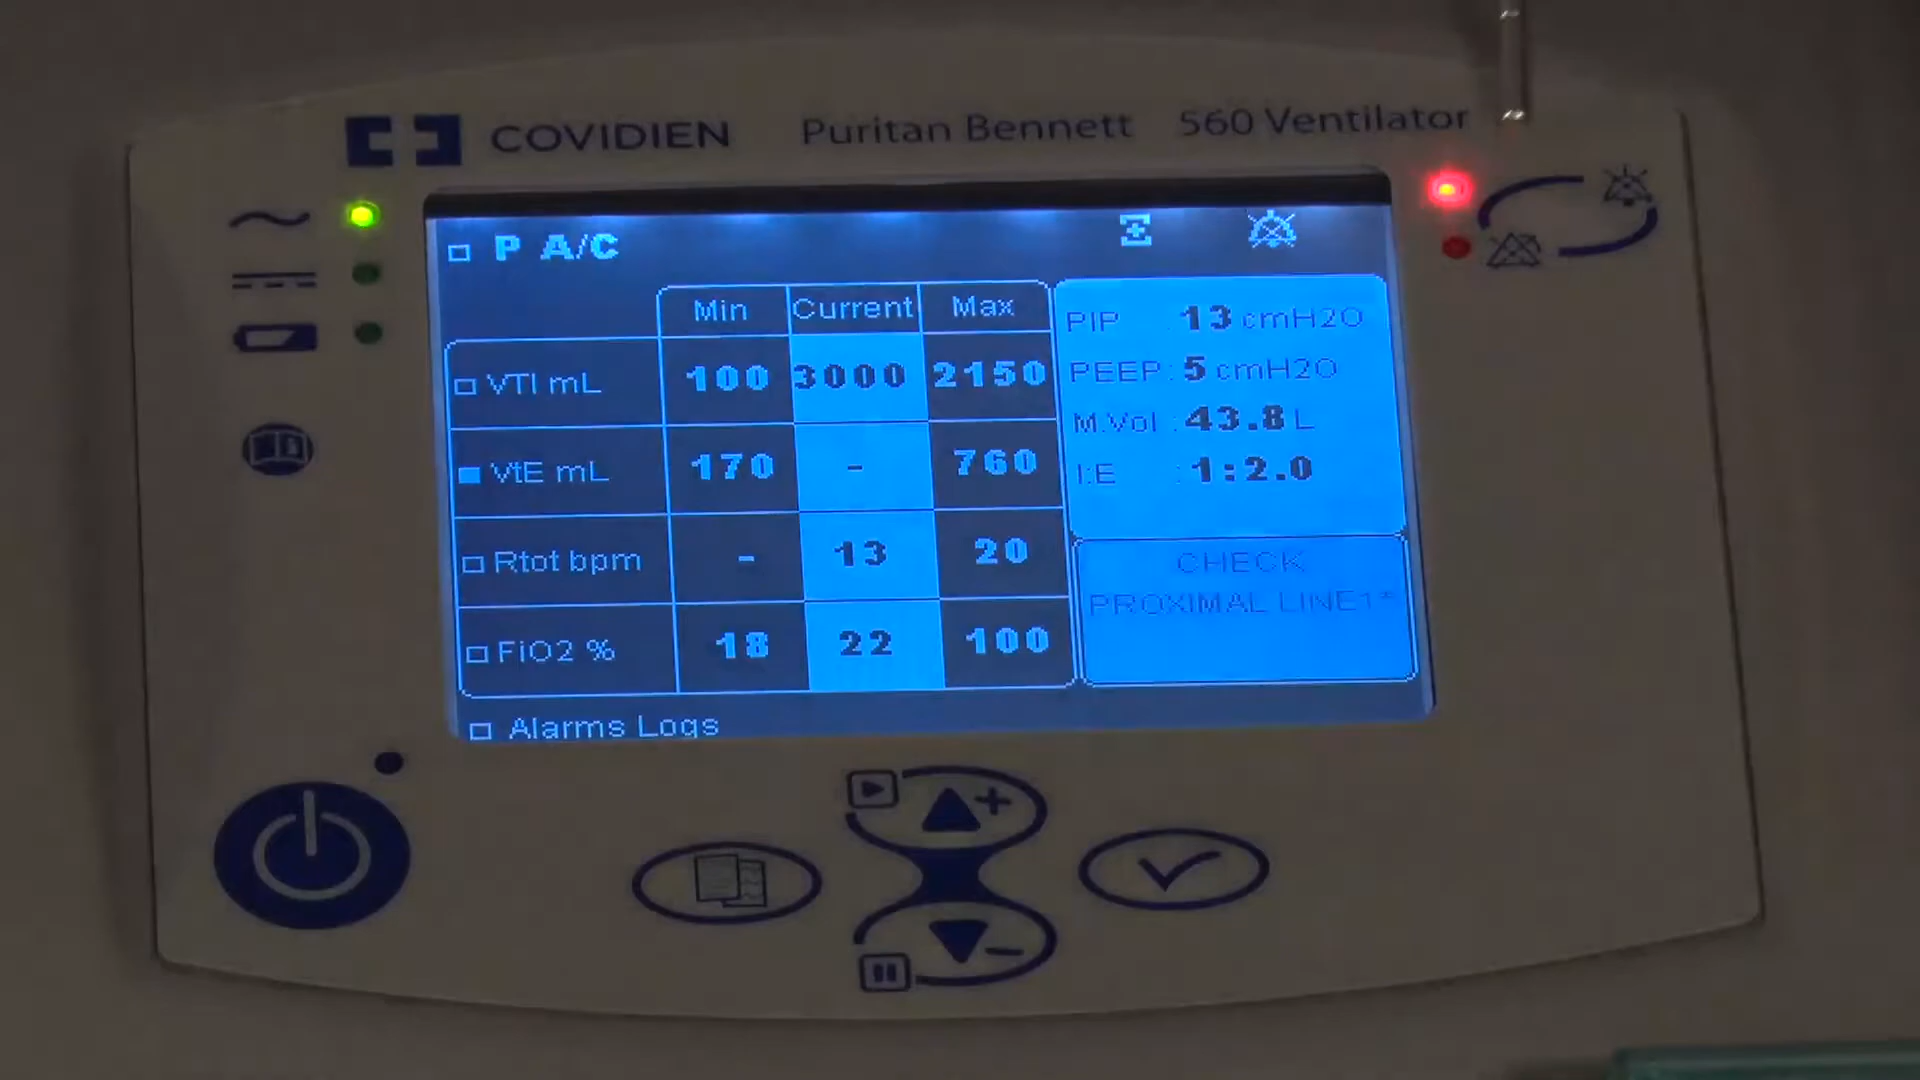 COVIDIEN Puritan Bennett 560 Ventilator
P A/C
Min Current Max
VTI mL 100 3000 2150
VtE mL 170 - 760
Rtot bpm - 13 20
FiO2 % 18 22 100
Alarms Logs
PIP : 13 cmH2O
PEEP : 5 cmH2O
M.Vol : 43.8 L
I:E : 1:2.0
CHECK
PROXIMAL LINE1*